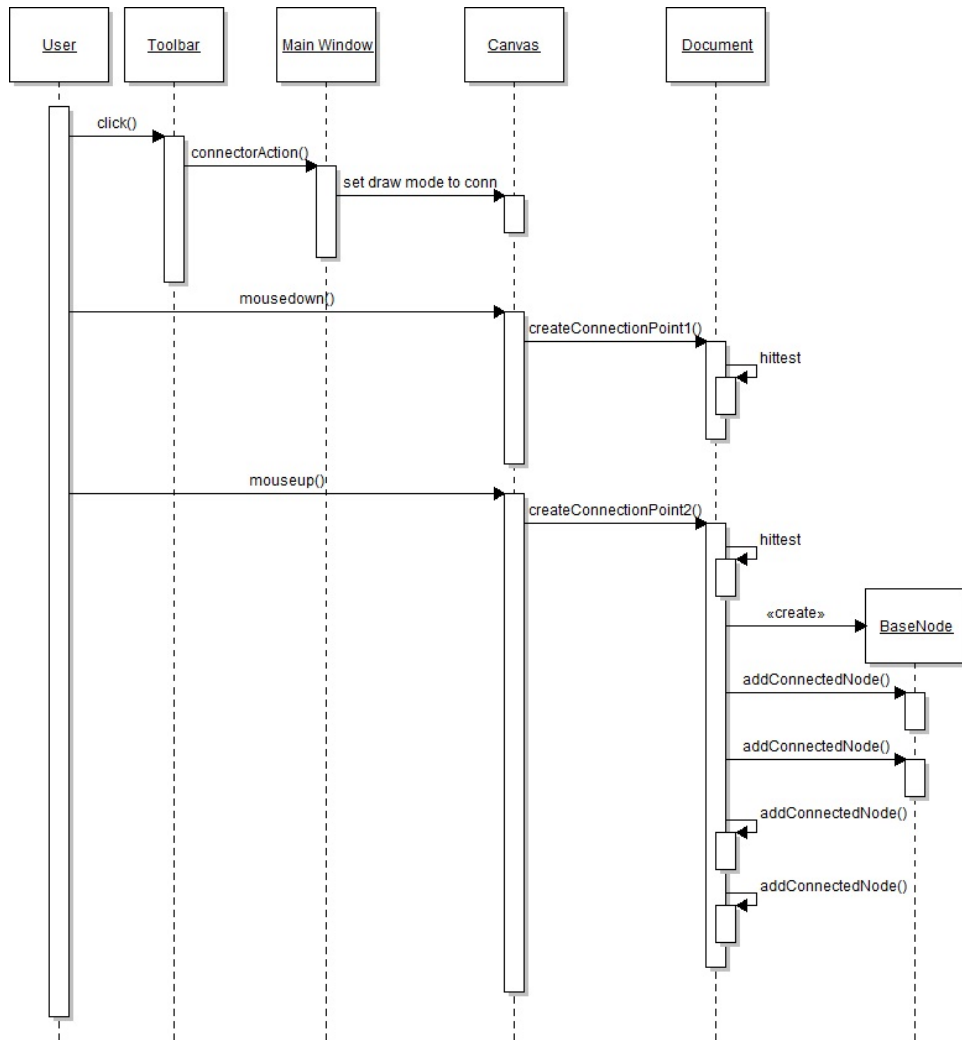 User
Toolbar
Main Window
Canvas
Document
click()
connectorAction()
set draw mode to conn
mousedown()
createConnectionPoint1()
hittest
mouseup()
createConnectionPoint2()
hittest
«create»
BaseNode
addConnectedNode()
addConnectedNode()
addConnectedNode()
addConnectedNode()